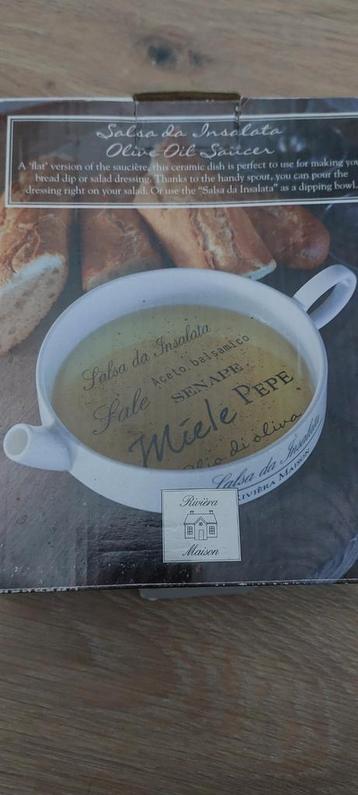 Salsa da Insalata
Olive Oil Saucer
A 'flat' version of the saucière, this ceramic dish is perfect to use for making you
bread dip or salad dressing. Thanks to the handy spout, you can pour the
dressing right on your salad. Or use the "Salsa da Insalata" as a dipping bowl.
Salsa da Insalata
Aceto balsamico
Sale
SENAPE
Miele PEPE
Olio di oliva
Salsa da Insalata
RIVIÈRA MAISON
Rivièra
Maison